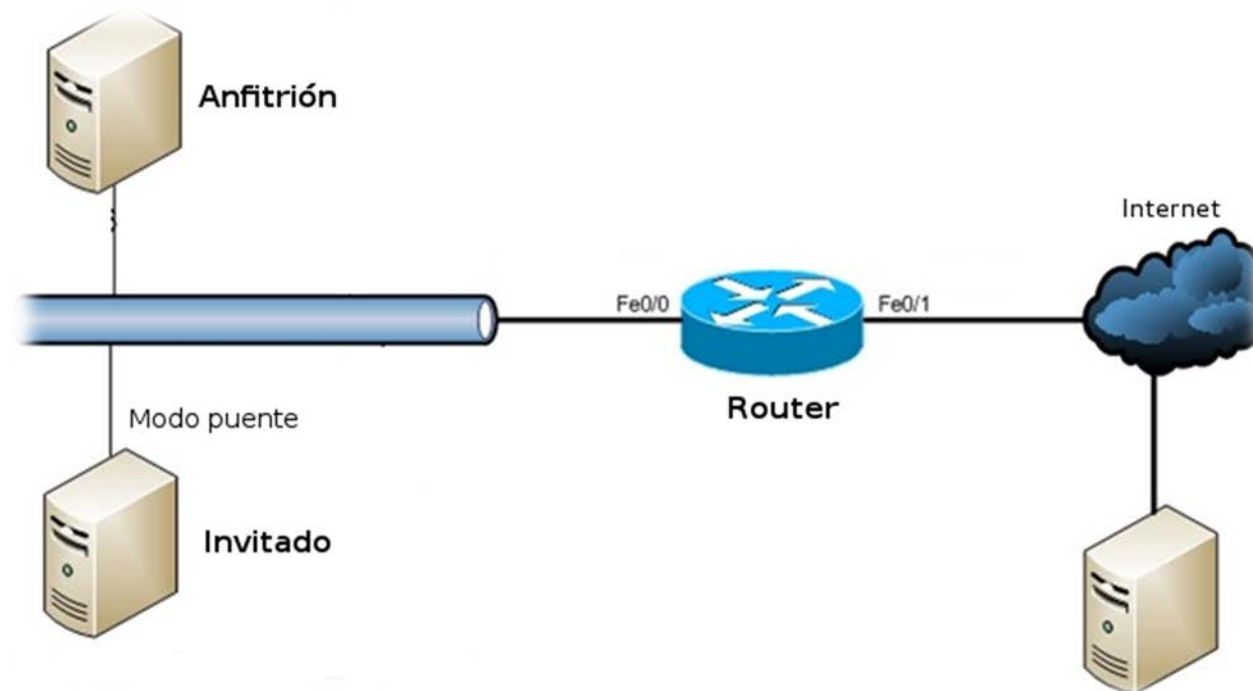 Anfitrión
Internet
Fe0/0
Fe0/1
Router
Modo puente
Invitado